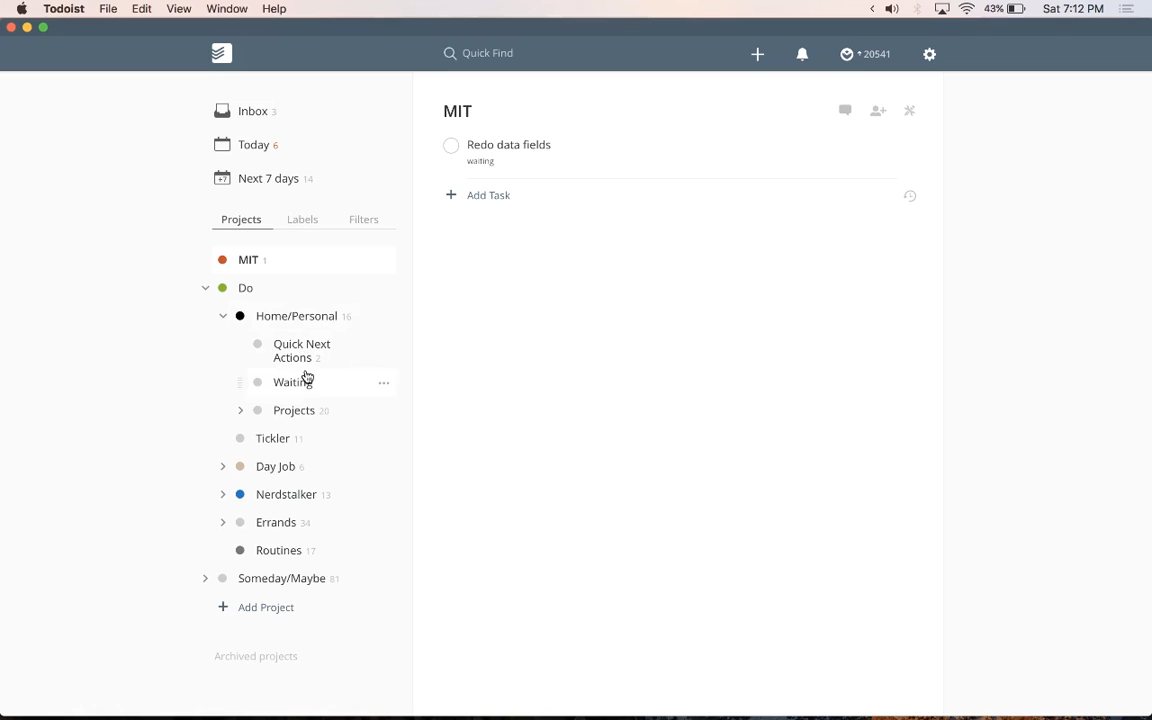 Todoist File Edit View Window Help
43% Sat 7:12 PM
Quick Find
20541
Inbox 3
Today 6
+7 Next 7 days 14
Projects Labels Filters
MIT 1
Do
Home/Personal 16
Quick Next
Actions 2
Waiting
Projects 20
Tickler 11
Day Job 6
Nerdstalker 13
Errands 34
Routines 17
Someday/Maybe 81
+ Add Project
Archived projects
MIT
Redo data fields
waiting
+ Add Task